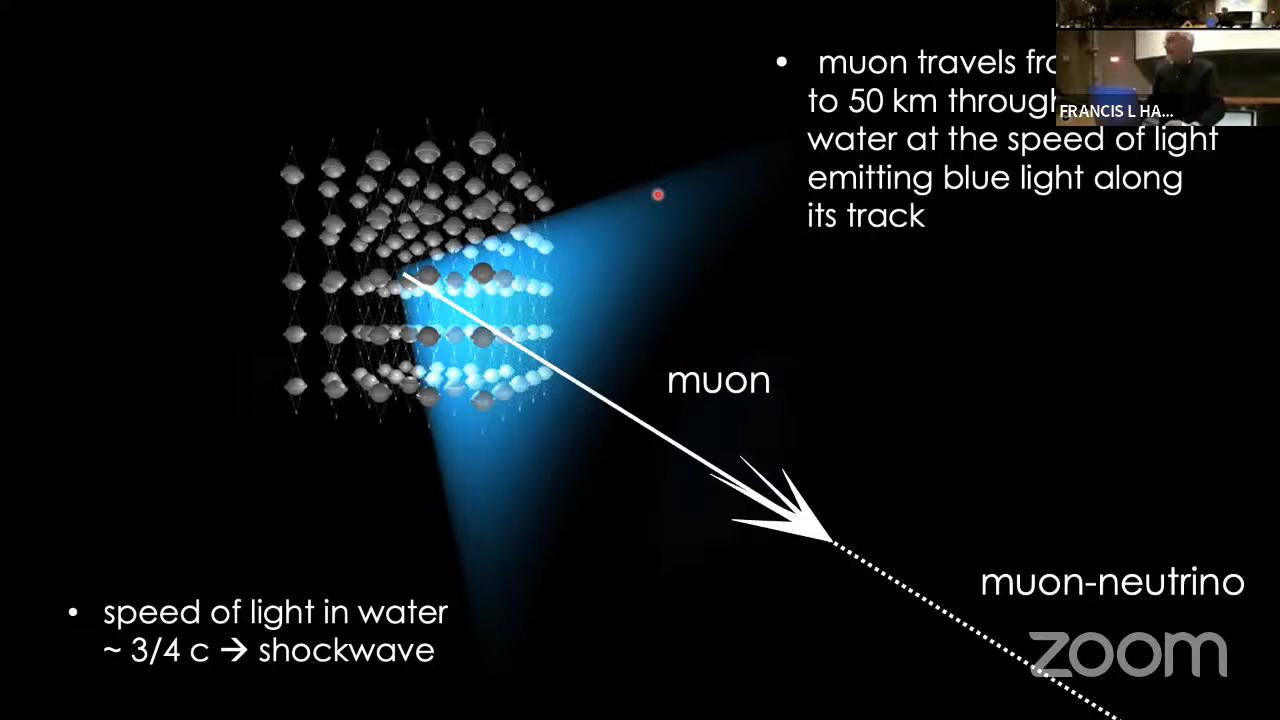 • muon travels
to 50 km through
FRANCIS L HA...
water at the speed of light
emitting blue light along
its track
muon
muon-neutrino
• speed of light in water
~ 3/4 c → shockwave
zoom